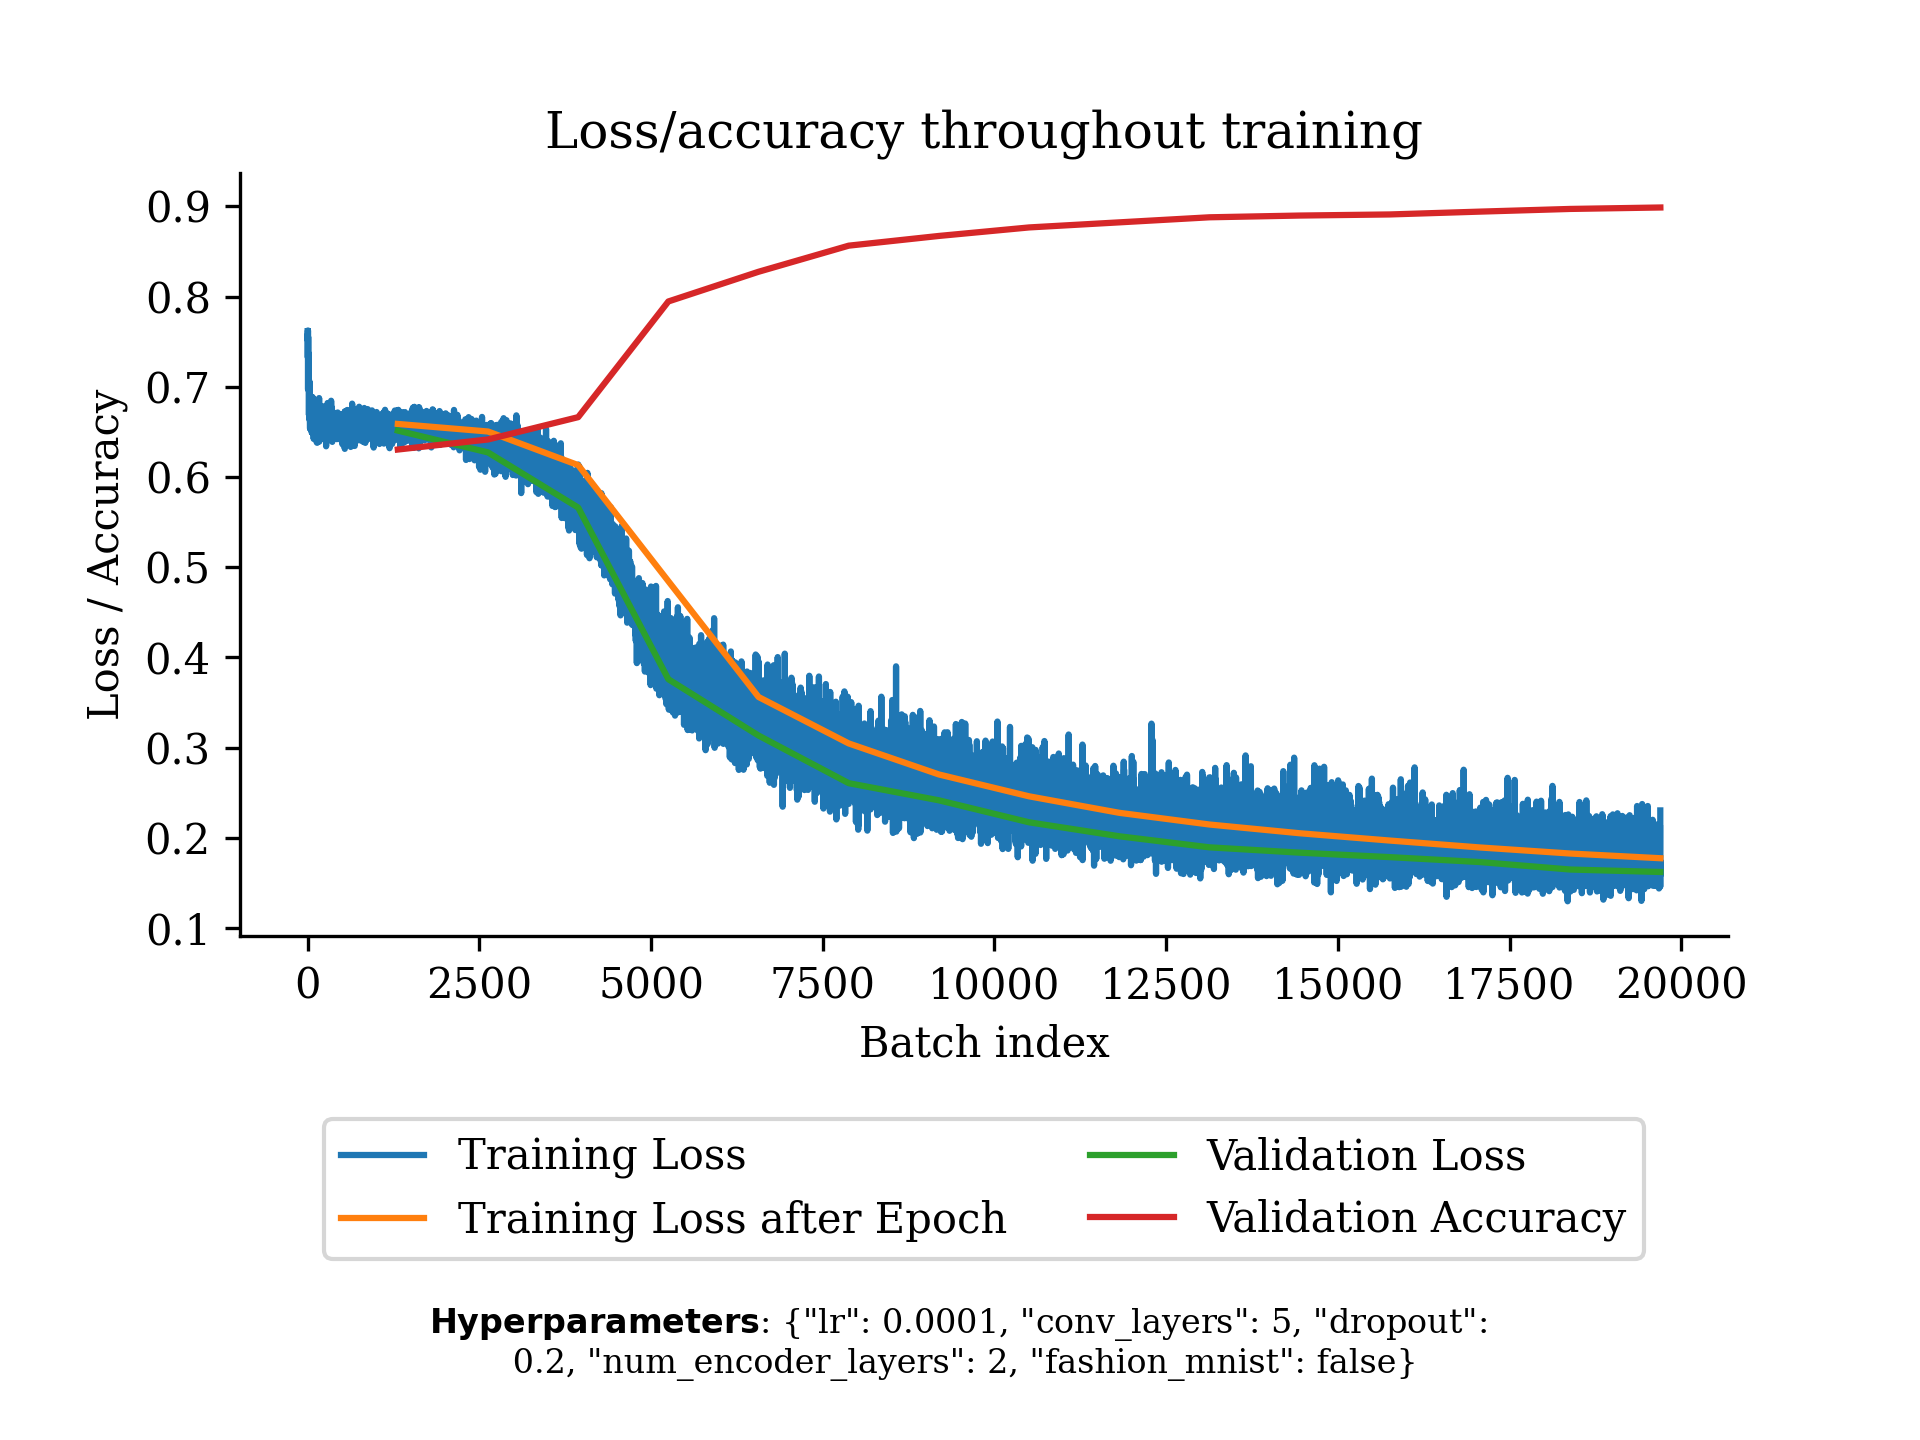 Loss/accuracy throughout training
Loss / Accuracy
0.9
0.8
0.7
0.6
0.5
0.4
0.3
0.2
0.1
0 2500 5000 7500 10000 12500 15000 17500 20000
Batch index
Training Loss
Training Loss after Epoch
Validation Loss
Validation Accuracy
Hyperparameters: {"lr": 0.0001, "conv_layers": 5, "dropout":
0.2, "num_encoder_layers": 2, "fashion_mnist": false}